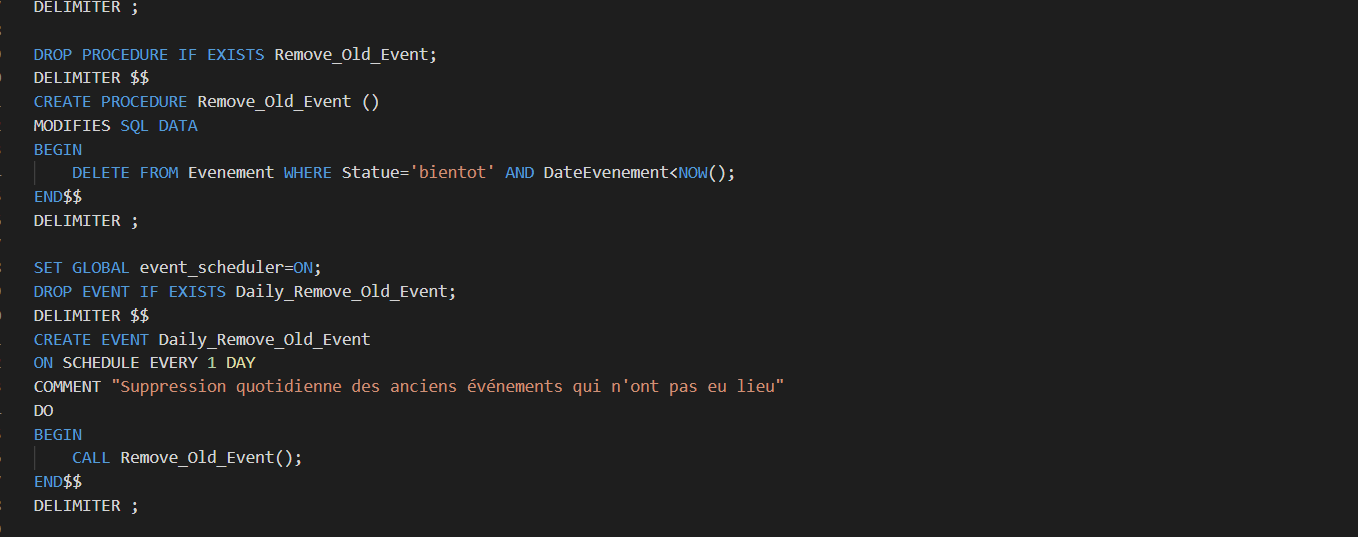 DELIMITER ;
DROP PROCEDURE IF EXISTS Remove_Old_Event;
DELIMITER $$
CREATE PROCEDURE Remove_Old_Event ()
MODIFIES SQL DATA
BEGIN
    DELETE FROM Evenement WHERE Statue='bientot' AND DateEvenement<NOW();
END$$
DELIMITER ;
SET GLOBAL event_scheduler=ON;
DROP EVENT IF EXISTS Daily_Remove_Old_Event;
DELIMITER $$
CREATE EVENT Daily_Remove_Old_Event
ON SCHEDULE EVERY 1 DAY
COMMENT "Suppression quotidienne des anciens événements qui n'ont pas eu lieu"
DO
BEGIN
    CALL Remove_Old_Event();
END$$
DELIMITER ;